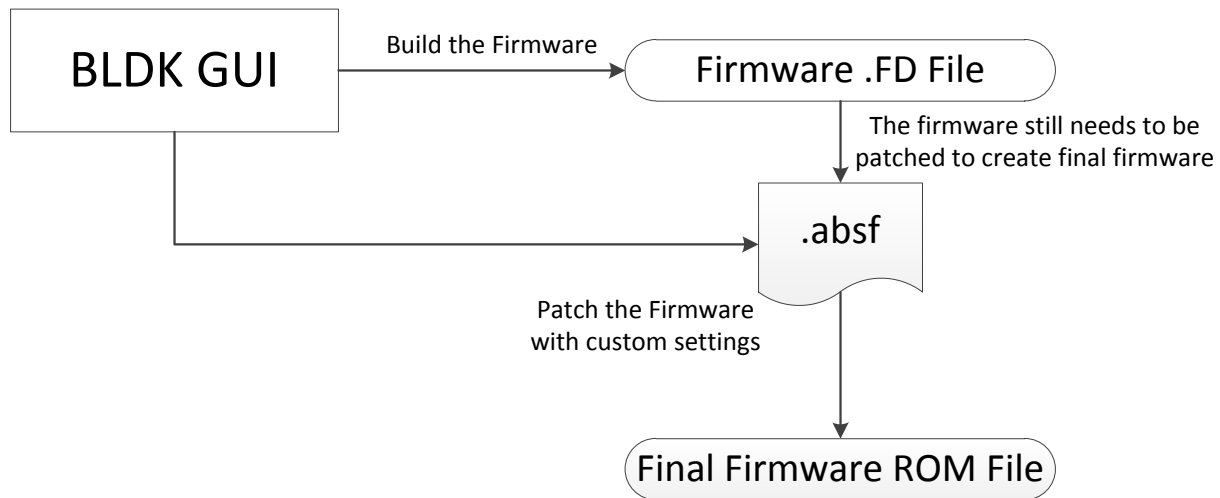 BLDK GUI
Build the Firmware
Firmware .FD File
The firmware still needs to be
patched to create final firmware
.absf
Patch the Firmware
with custom settings
Final Firmware ROM File